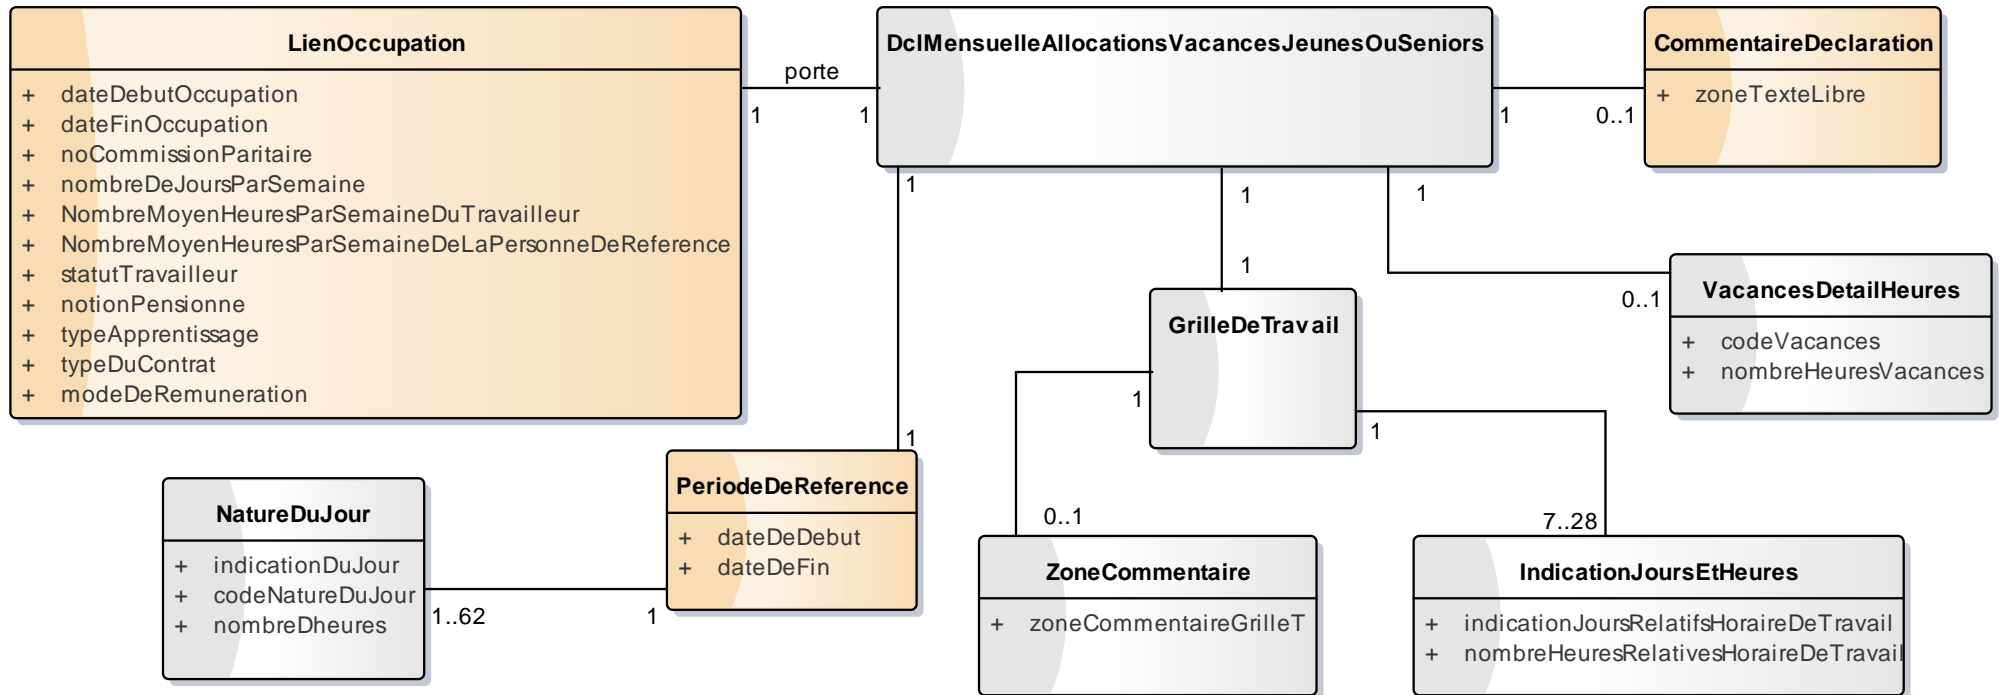 LienOccupation
+ dateDebutOccupation
+ dateFinOccupation
+ noCommissionParitaire
+ nombreDeJoursParSemaine
+ NombreMoyenHeuresParSemaineDuTravailleur
+ NombreMoyenHeuresParSemaineDeLaPersonneDeReference
+ statutTravailleur
+ notionPensionne
+ typeApprentissage
+ typeDuContrat
+ modeDeRemuneration
porte
1
1
DclMensuelleAllocationsVacancesJeunesOuSeniors
1
0..1
CommentaireDeclaration
+ zoneTexteLibre
1
1
1
1
1
0..1
VacancesDetailHeures
+ codeVacances
+ nombreHeuresVacances
GrilleDeTravail
1
1
0..1
7..28
PeriodeDeReference
+ dateDeDebut
+ dateDeFin
NatureDuJour
+ indicationDuJour
+ codeNatureDuJour
+ nombreDheures
1..62
1
ZoneCommentaire
+ zoneCommentaireGrilleT
IndicationJoursEtHeures
+ indicationJoursRelatifsHoraireDeTravail
+ nombreHeuresRelativesHoraireDeTravail